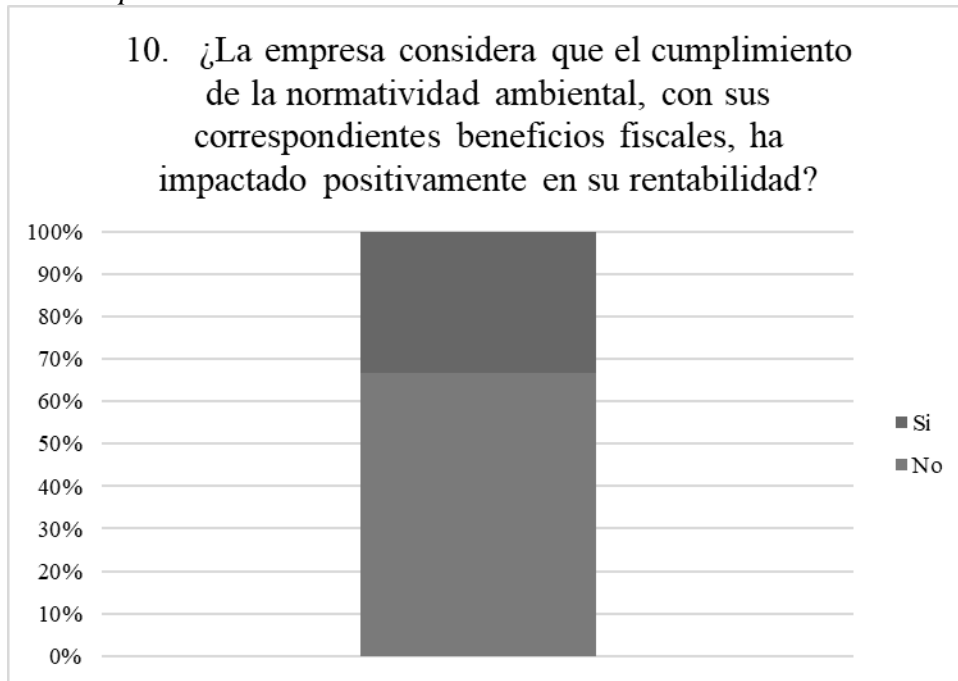 10. ¿La empresa considera que el cumplimiento
de la normatividad ambiental, con sus
correspondientes beneficios fiscales, ha
impactado positivamente en su rentabilidad?
100%
90%
80%
70%
60%
50%
40%
30%
20%
10%
0%
Si
No